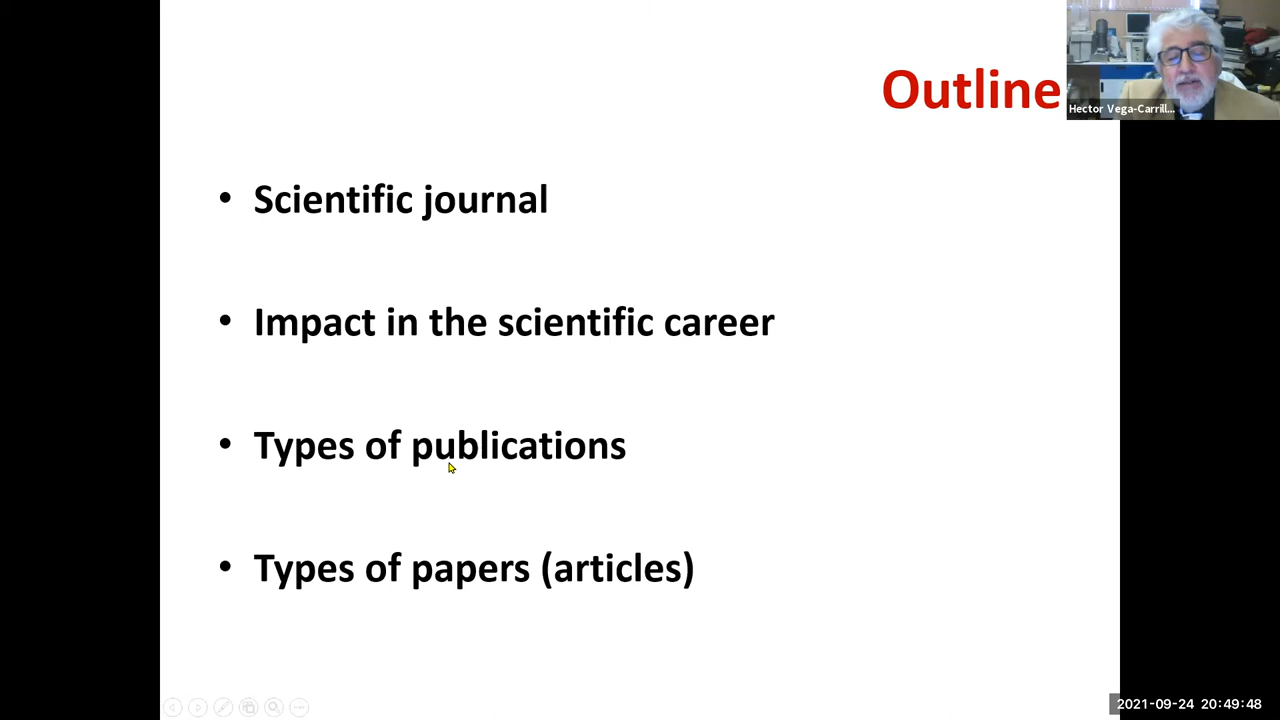 Outline
Hector Vega-Carrill...
• Scientific journal
• Impact in the scientific career
• Types of publications
• Types of papers (articles)
2021-09-24 20:49:48